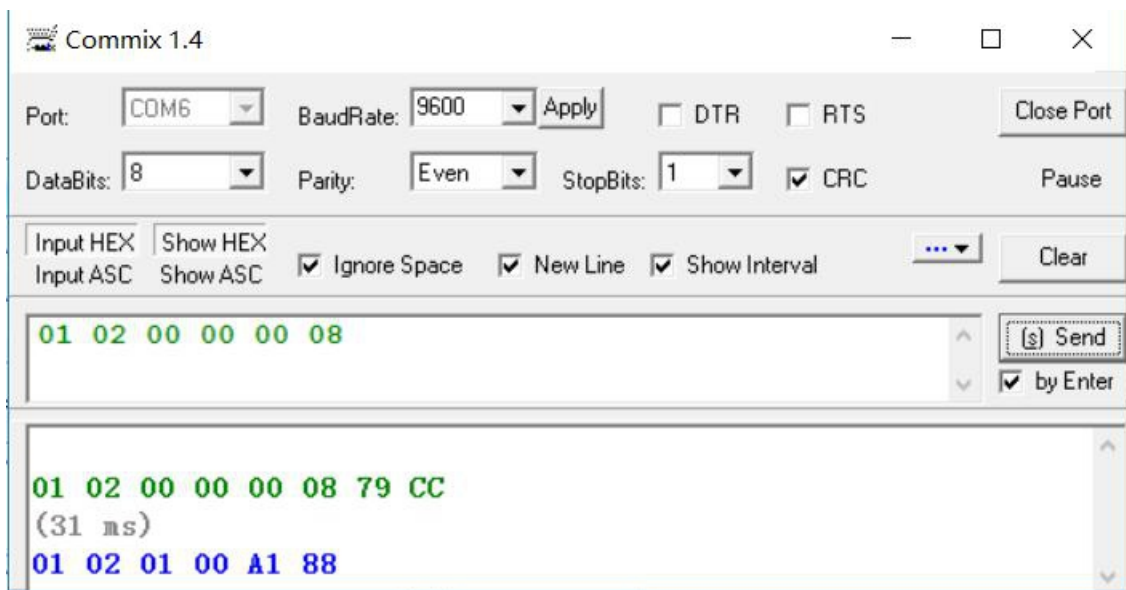 Commix 1.4
Port: COM6 BaudRate: 9600 Apply DTR RTS Close Port
DataBits: 8 Parity: Even StopBits: 1 CRC Pause
Input HEX Show HEX
Input ASC Show ASC Ignore Space New Line Show Interval ... Clear
01 02 00 00 00 08
(s) Send
by Enter
01 02 00 00 00 08 79 CC
(31 ms)
01 02 01 00 A1 88